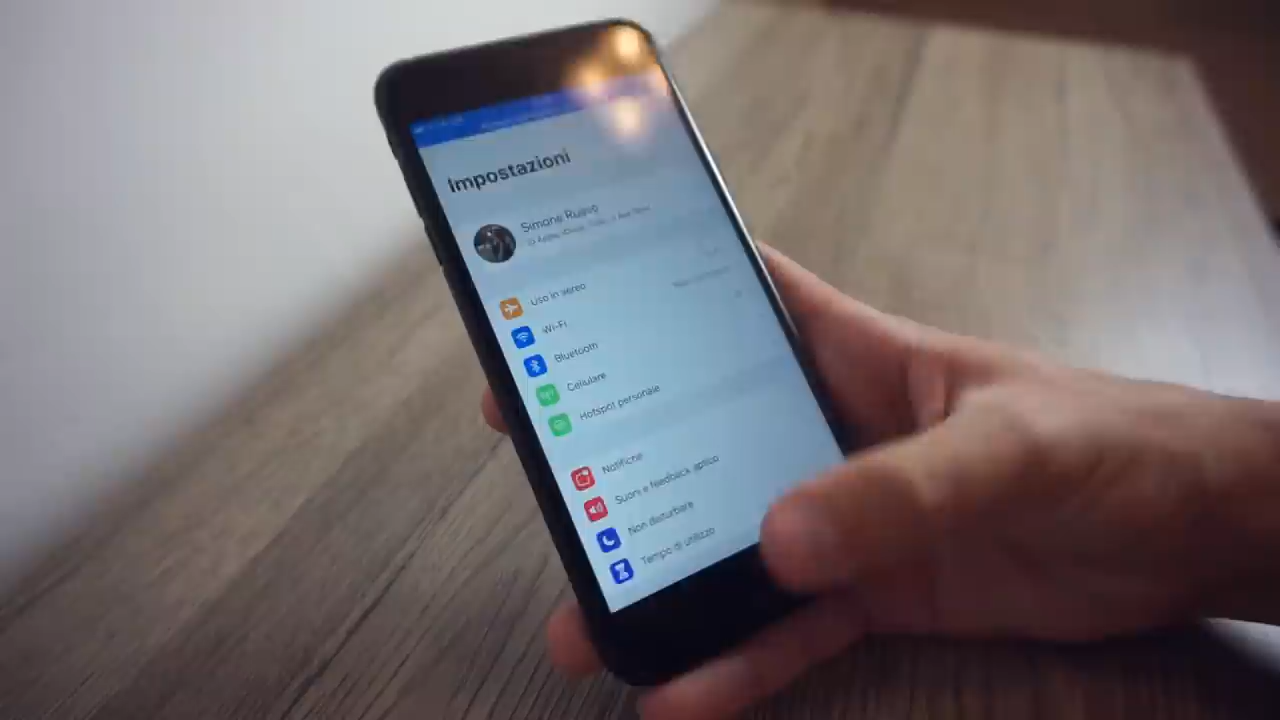 Impostazioni
Simone
Uso in aereo
Wi-Fi
Bluetooth
Cellulare
Hotspot personale
Notifiche
Suoni e feedback aptico
Non disturbare
Tempo di utilizzo